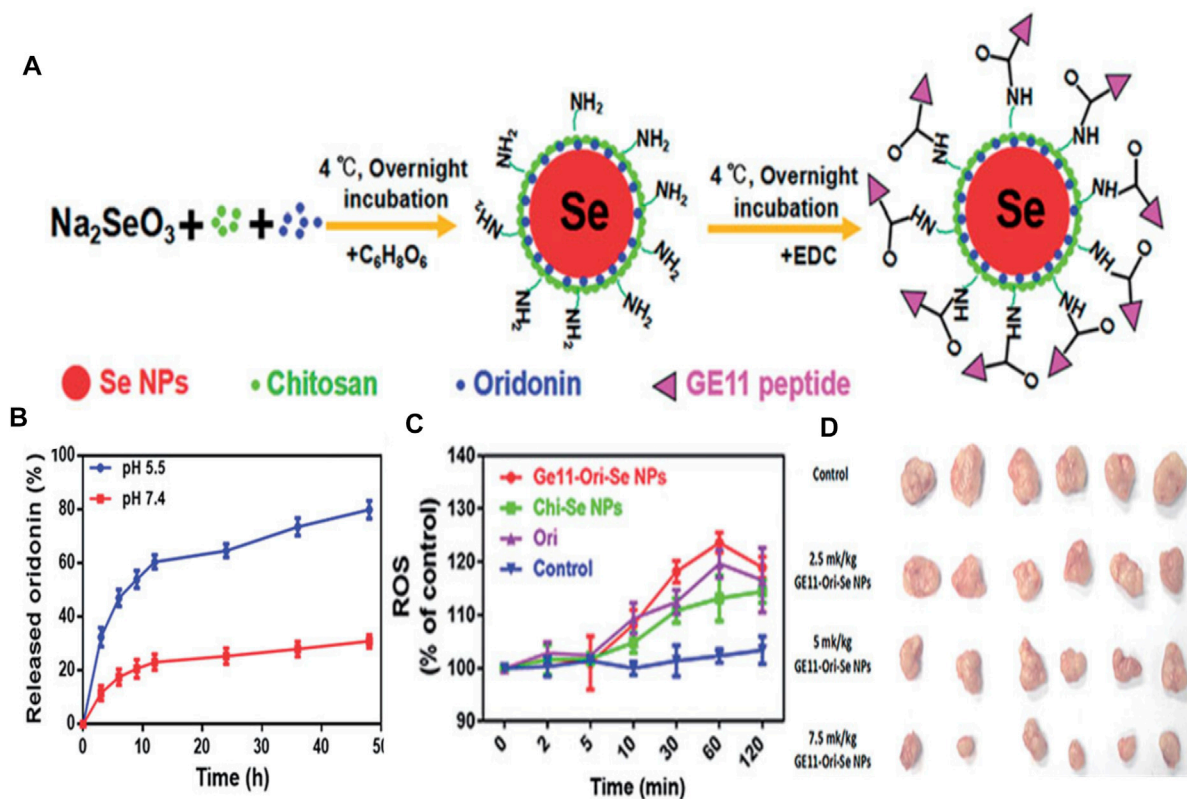 A
4 ℃, Overnight
incubation
+C₆H₈O₆
4 ℃, Overnight
incubation
+EDC
Na₂SeO₃ + +
Se
NH₂
NH₂
NH₂
NH₂
NH₂
NH₂
NH₂
NH₂
NH₂
NH₂
Se
O
NH
O
NH
O
NH
O
NH
O
NH
O
NH
O
NH
O
NH
O
NH
O
NH
Se NPs
Chitosan
Oridonin
GE11 peptide
B
Released oridonin (%)
100
80
60
40
20
0
pH 5.5
pH 7.4
0 10 20 30 40 50
Time (h)
C
ROS
(% of control)
140
130
120
110
100
90
Ge11-Ori-Se NPs
Chi-Se NPs
Ori
Control
0 2 5 10 30 60 120
Time (min)
D
Control
2.5 mk/kg
GE11-Ori-Se NPs
5 mk/kg
GE11-Ori-Se NPs
7.5 mk/kg
GE11-Ori-Se NPs